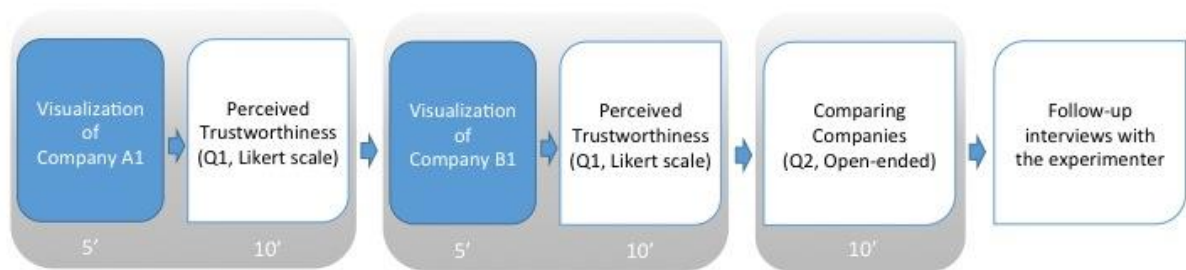 Visualization
of
Company A1
Perceived
Trustworthiness
(Q1, Likert scale)
5’
10’
Visualization
of
Company B1
Perceived
Trustworthiness
(Q1, Likert scale)
5’
10’
Comparing
Companies
(Q2, Open-ended)
10’
Follow-up
interviews with
the experimenter